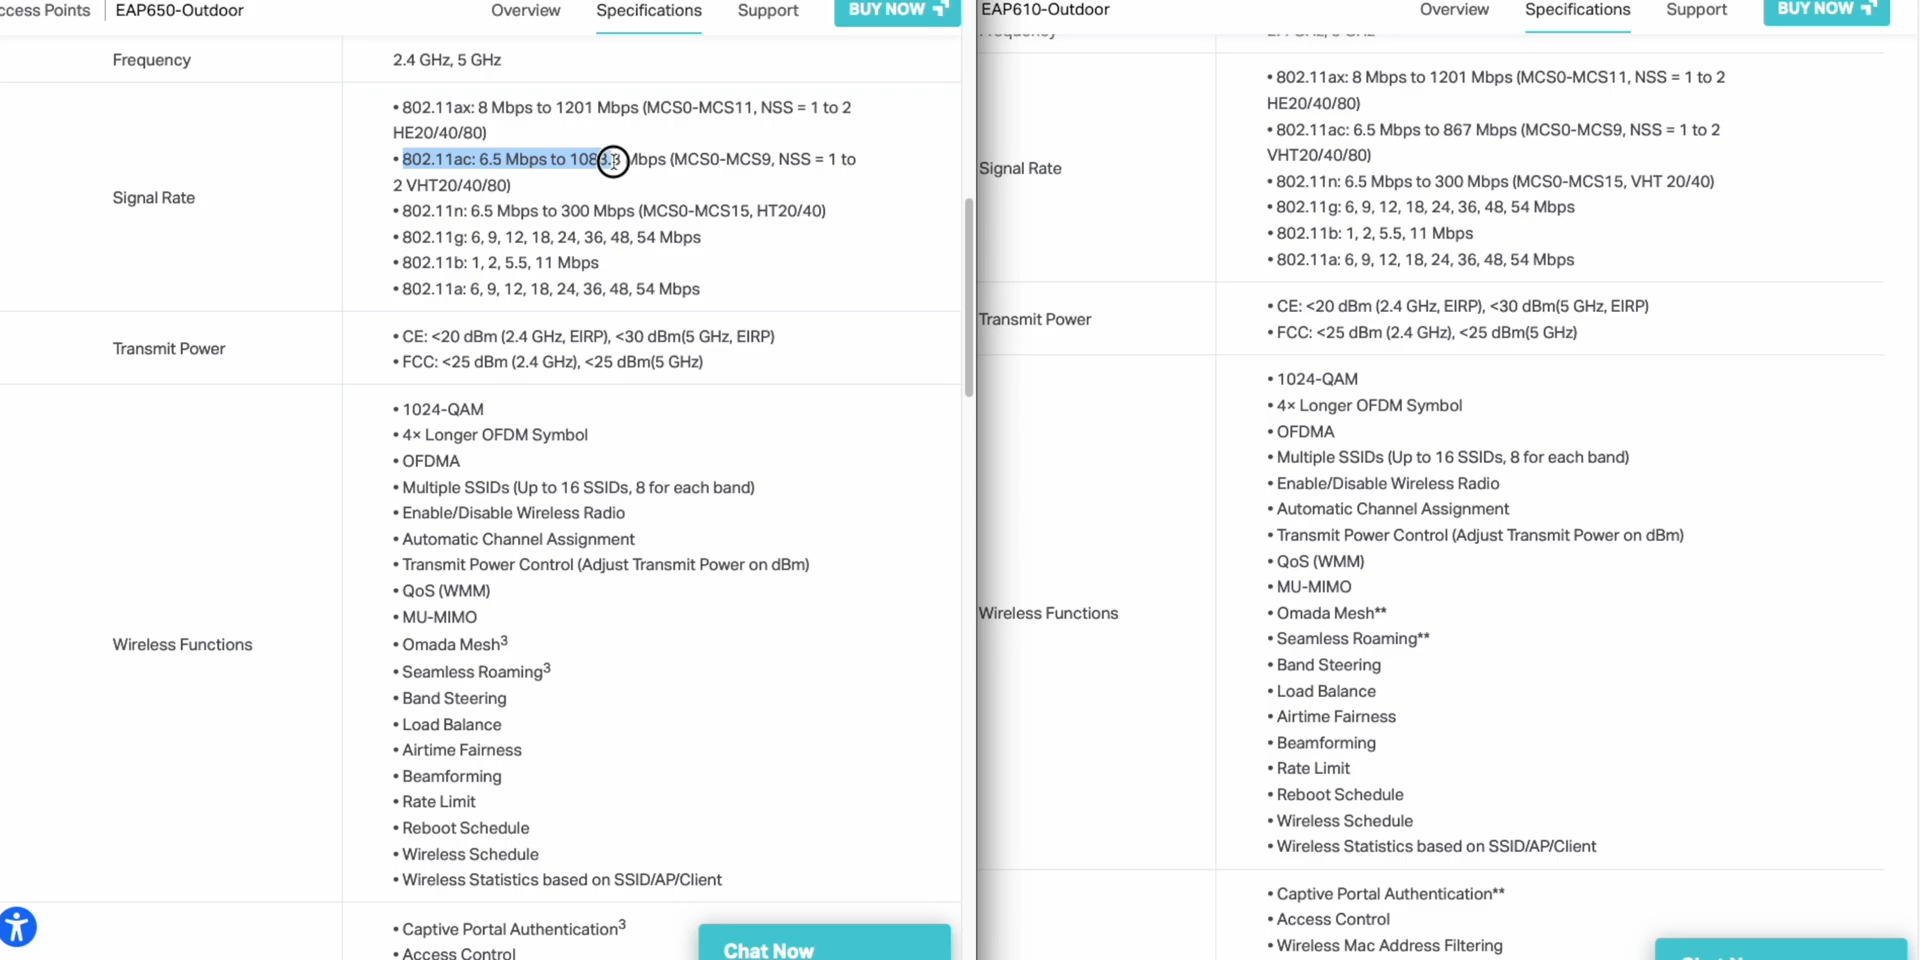 ccess Points
EAP650-Outdoor
Overview
Specifications
Support
BUY NOW
Frequency
2.4 GHz, 5 GHz
Signal Rate
• 802.11ax: 8 Mbps to 1201 Mbps (MCS0-MCS11, NSS = 1 to 2
HE20/40/80)
• 802.11ac: 6.5 Mbps to 1083.3 Mbps (MCS0-MCS9, NSS = 1 to
2 VHT20/40/80)
• 802.11n: 6.5 Mbps to 300 Mbps (MCS0-MCS15, HT20/40)
• 802.11g: 6, 9, 12, 18, 24, 36, 48, 54 Mbps
• 802.11b: 1, 2, 5.5, 11 Mbps
• 802.11a: 6, 9, 12, 18, 24, 36, 48, 54 Mbps
Transmit Power
• CE: <20 dBm (2.4 GHz, EIRP), <30 dBm(5 GHz, EIRP)
• FCC: <25 dBm (2.4 GHz), <25 dBm(5 GHz)
Wireless Functions
• 1024-QAM
• 4× Longer OFDM Symbol
• OFDMA
• Multiple SSIDs (Up to 16 SSIDs, 8 for each band)
• Enable/Disable Wireless Radio
• Automatic Channel Assignment
• Transmit Power Control (Adjust Transmit Power on dBm)
• QoS (WMM)
• MU-MIMO
• Omada Mesh³
• Seamless Roaming³
• Band Steering
• Load Balance
• Airtime Fairness
• Beamforming
• Rate Limit
• Reboot Schedule
• Wireless Schedule
• Wireless Statistics based on SSID/AP/Client
• Captive Portal Authentication³
• Access Control
Chat Now
EAP610-Outdoor
Overview
Specifications
Support
BUY NOW
Signal Rate
• 802.11ax: 8 Mbps to 1201 Mbps (MCS0-MCS11, NSS = 1 to 2
HE20/40/80)
• 802.11ac: 6.5 Mbps to 867 Mbps (MCS0-MCS9, NSS = 1 to 2
VHT20/40/80)
• 802.11n: 6.5 Mbps to 300 Mbps (MCS0-MCS15, VHT 20/40)
• 802.11g: 6, 9, 12, 18, 24, 36, 48, 54 Mbps
• 802.11b: 1, 2, 5.5, 11 Mbps
• 802.11a: 6, 9, 12, 18, 24, 36, 48, 54 Mbps
Transmit Power
• CE: <20 dBm (2.4 GHz, EIRP), <30 dBm(5 GHz, EIRP)
• FCC: <25 dBm (2.4 GHz), <25 dBm(5 GHz)
Wireless Functions
• 1024-QAM
• 4× Longer OFDM Symbol
• OFDMA
• Multiple SSIDs (Up to 16 SSIDs, 8 for each band)
• Enable/Disable Wireless Radio
• Automatic Channel Assignment
• Transmit Power Control (Adjust Transmit Power on dBm)
• QoS (WMM)
• MU-MIMO
• Omada Mesh**
• Seamless Roaming**
• Band Steering
• Load Balance
• Airtime Fairness
• Beamforming
• Rate Limit
• Reboot Schedule
• Wireless Schedule
• Wireless Statistics based on SSID/AP/Client
• Captive Portal Authentication**
• Access Control
• Wireless Mac Address Filtering